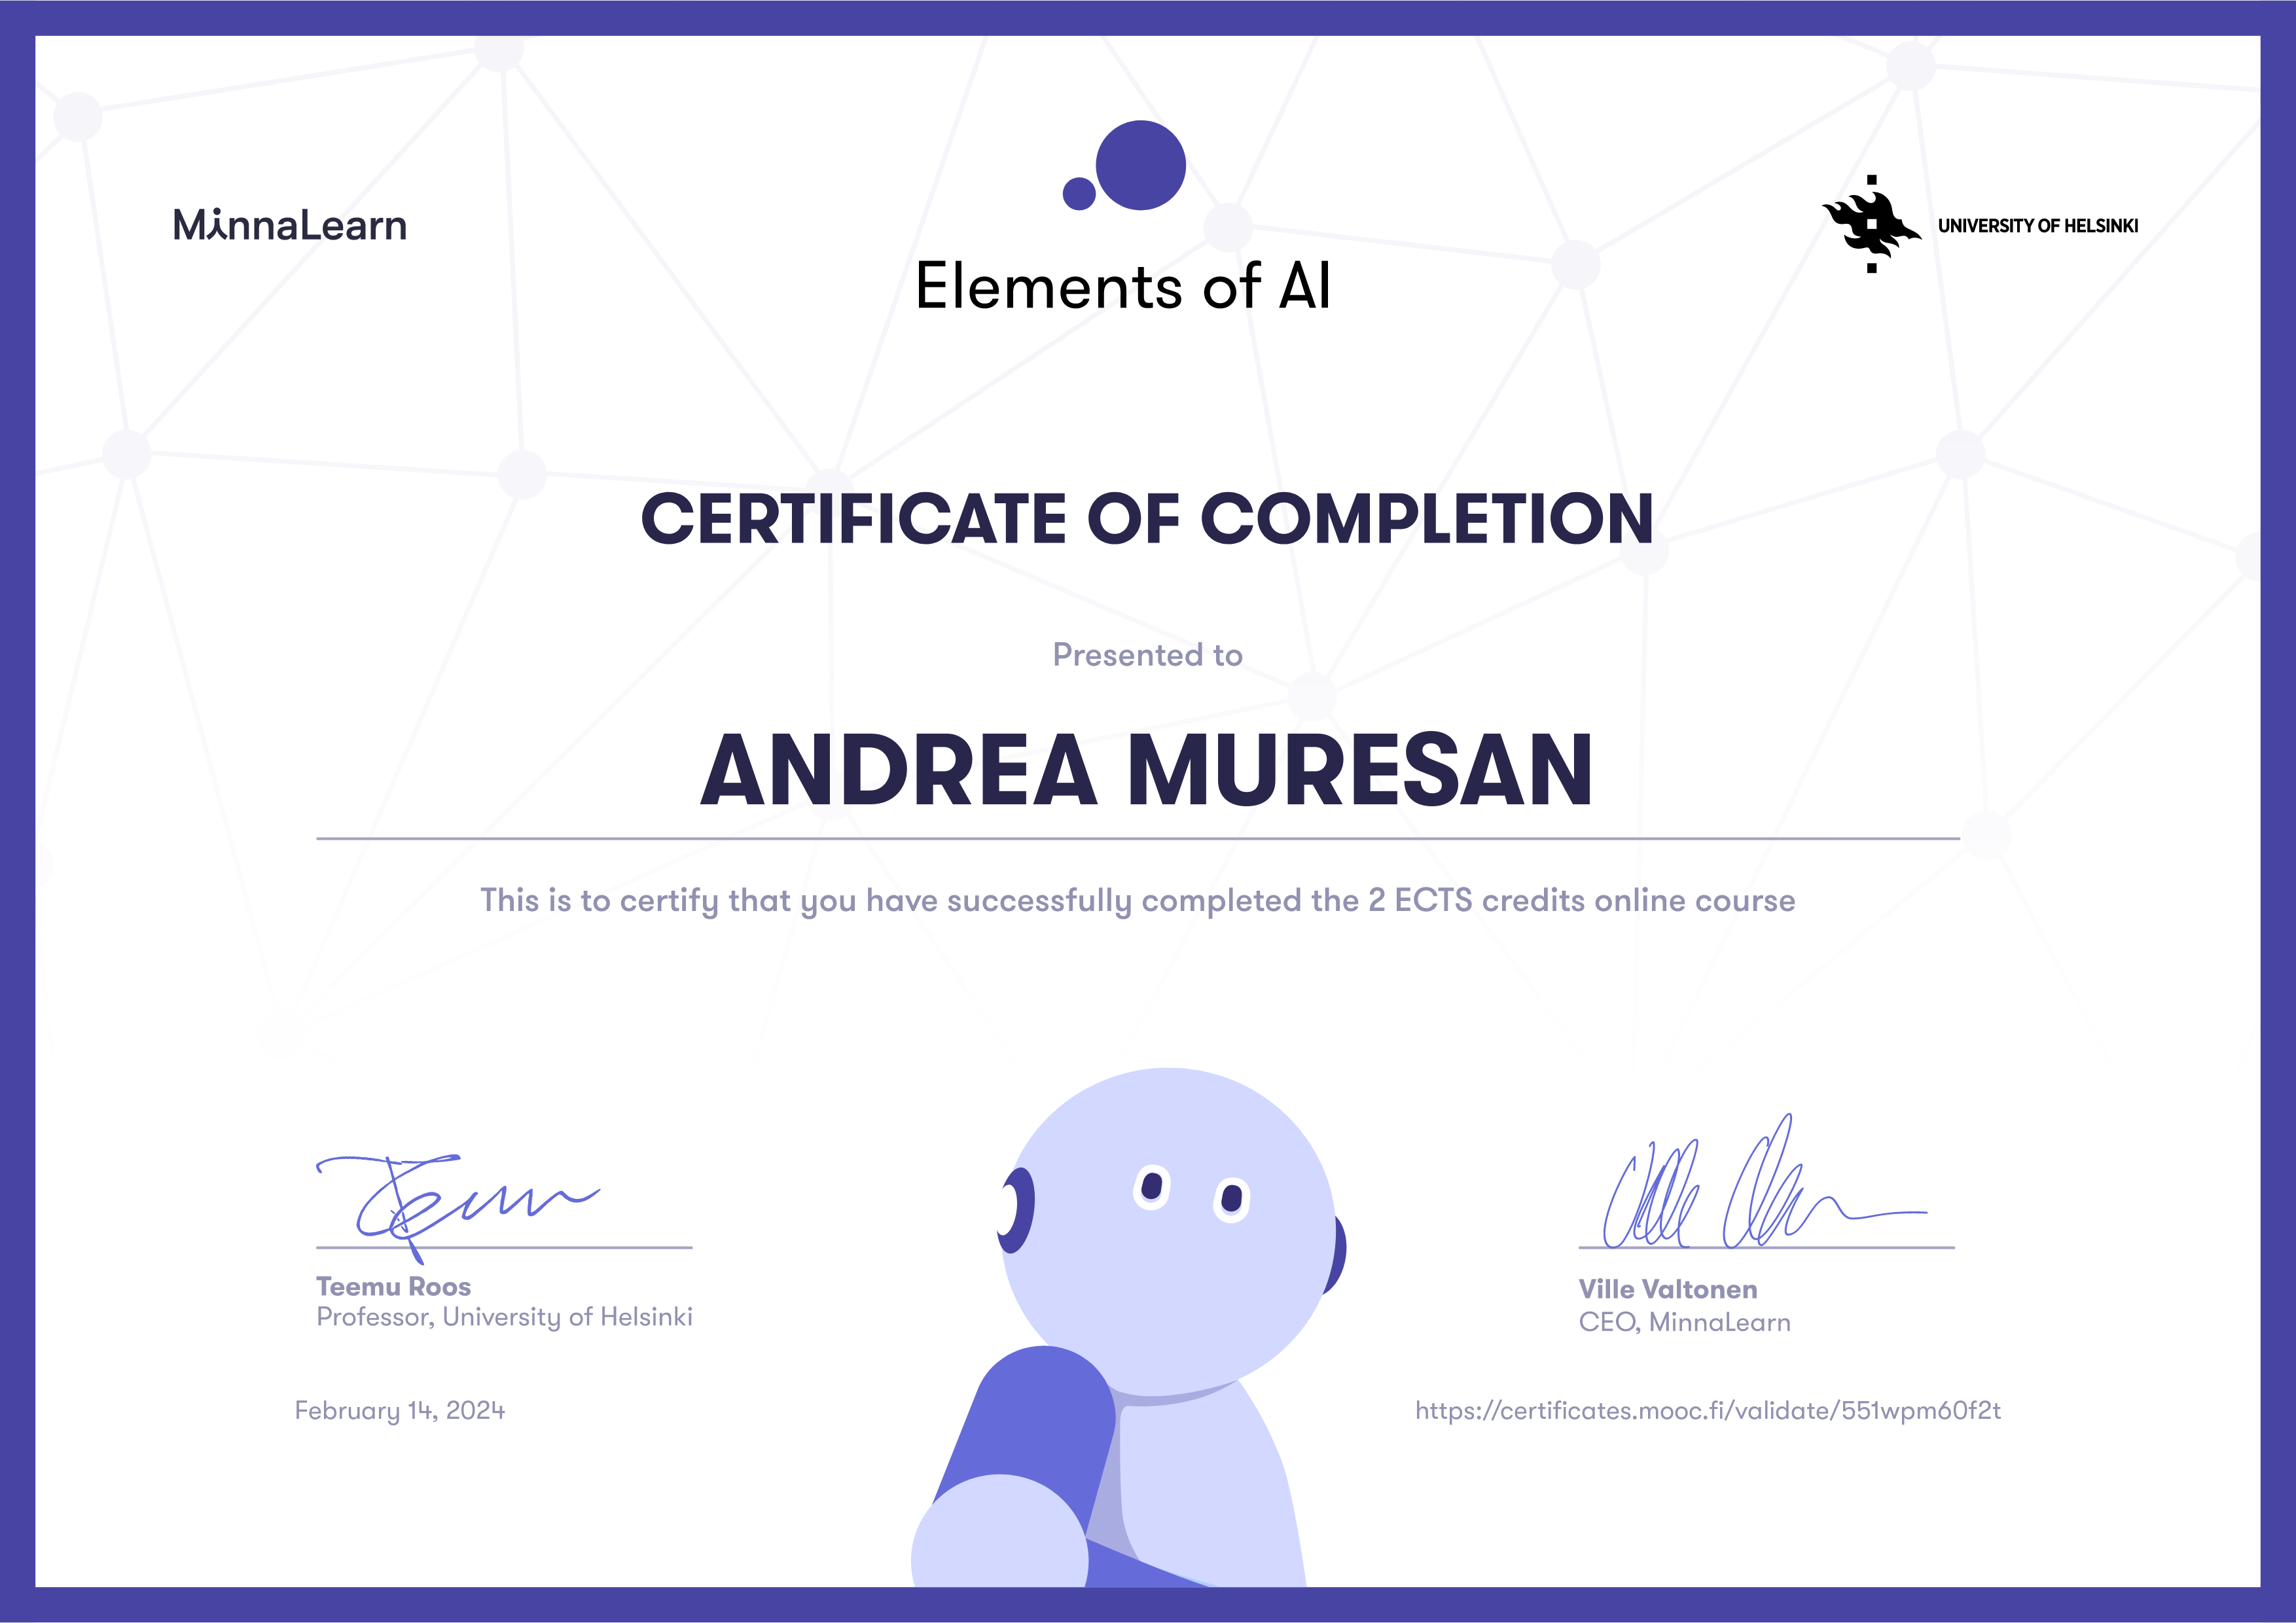 MinnaLearn
Elements of AI
UNIVERSITY OF HELSINKI
CERTIFICATE OF COMPLETION
Presented to
ANDREA MURESAN
This is to certify that you have successfully completed the 2 ECTS credits online course
Teemu Roos
Professor, University of Helsinki
Ville Valtonen
CEO, MinnaLearn
February 14, 2024
https://certificates.mooc.fi/validate/551wpm60f2t